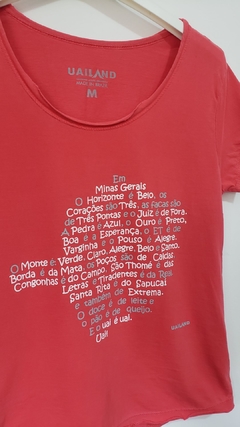 UAILAND
M
Em
Minas Gerais
O Horizonte é Belo, os
Corações são Três, as facas são
de Três Pontas e o Juiz é de Fora.
A Pedra é Azul, o Ouro é Preto,
Boa é a Esperança, o ET é de
Varginha e o Pouso é Alegre.
O Monte é: Verde, Claro, Alegre, Belo e Santo.
Borda é da Mata, os Poços são de Caldas.
Congonhas é do Campo. São Thomé é das
Letras e Tiradentes é da Real.
Santa Rita é do Sapucaí
e também de Extrema.
O doce é de leite e
o pão é de queijo.
E o uai é uai.
Uai!
UAILAND